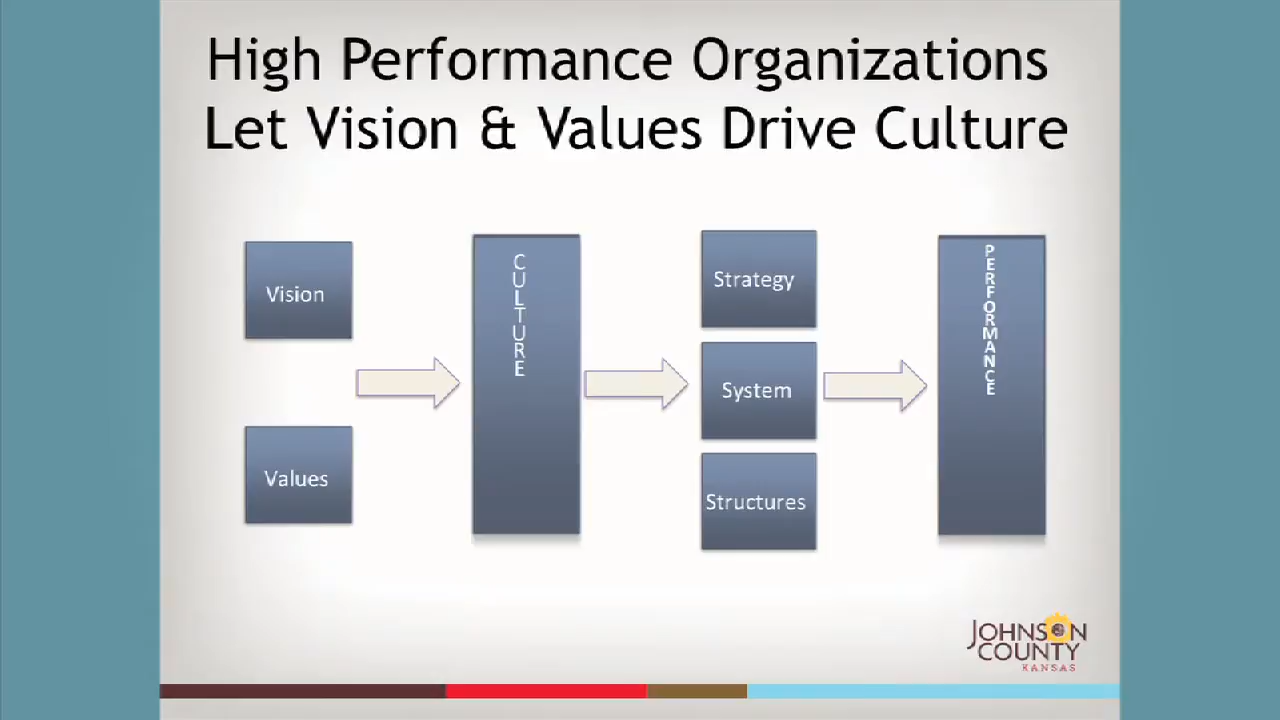 High Performance Organizations
Let Vision & Values Drive Culture
Vision
Values
CULTURE
Strategy
System
Structures
PERFORMANCE
JOHNSON
COUNTY
KANSAS